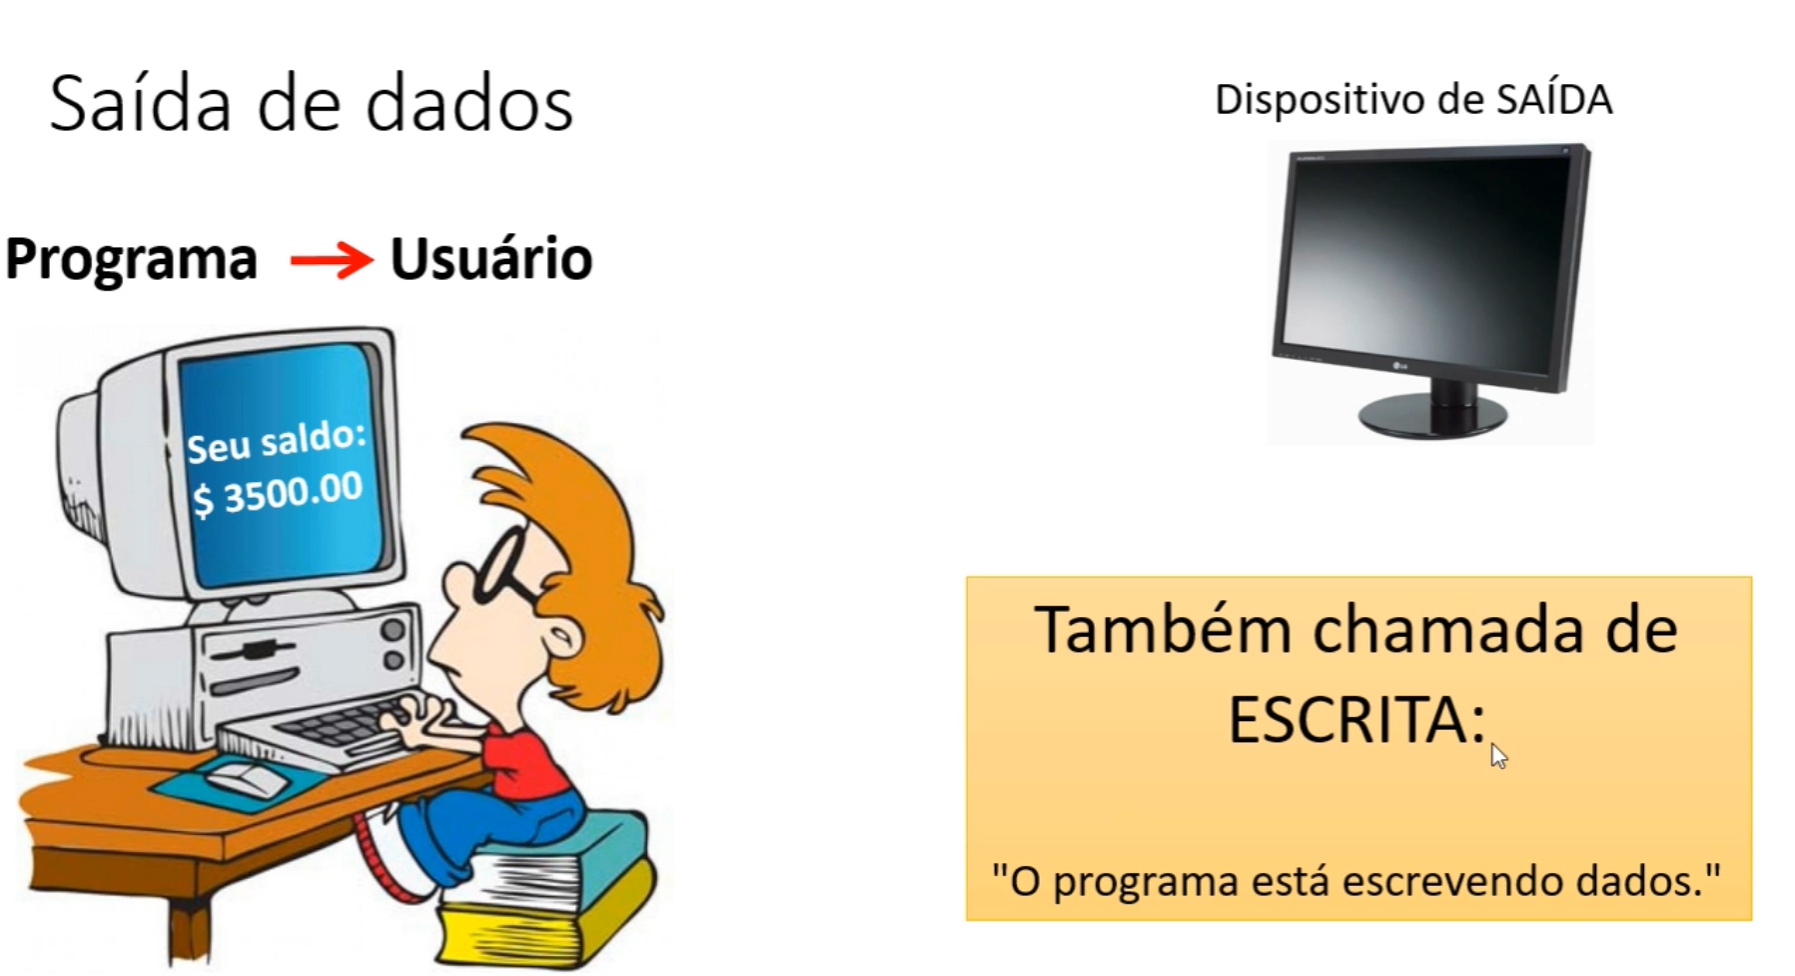 Saída de dados
Dispositivo de SAÍDA
Programa → Usuário
Seu saldo:
$ 3500.00
LG
Também chamada de
ESCRITA:
"O programa está escrevendo dados."